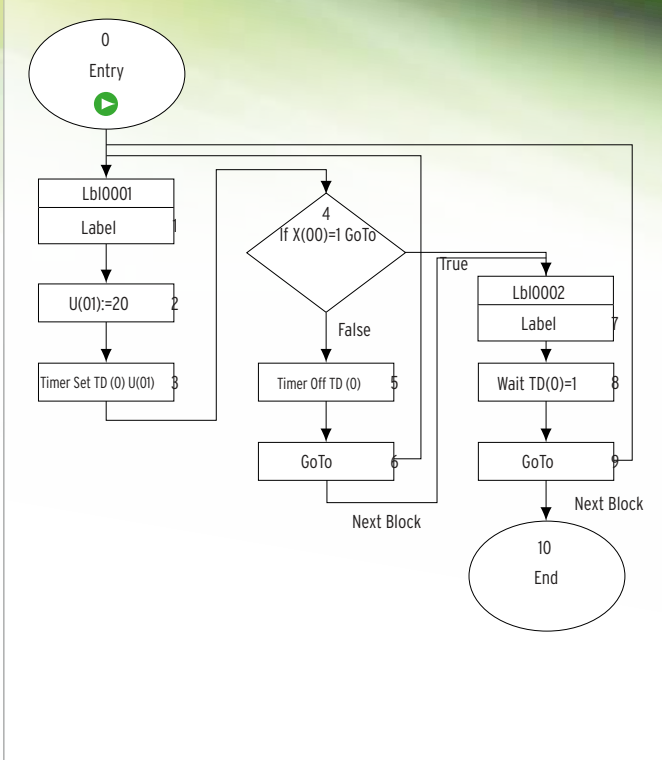 0
Entry
Lbl0001
Label
1
U(01):=20
2
Timer Set TD (0) U(01)
3
4
If X(00)=1 GoTo
True
False
Timer Off TD (0)
5
GoTo
6
Next Block
Lbl0002
Label
7
Wait TD(0)=1
8
GoTo
9
Next Block
10
End